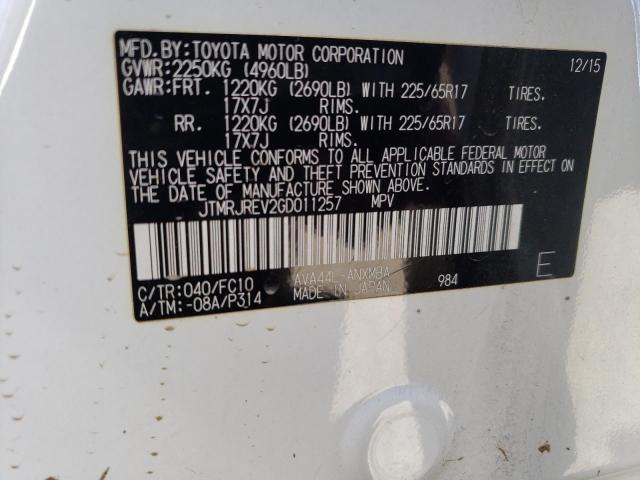 MFD.BY:TOYOTA MOTOR CORPORATION 12/15
GVWR:2250KG (4960LB)
GAWR:FRT. 1220KG (2690LB) WITH 225/65R17 TIRES.
17X7J RIMS.
RR. 1220KG (2690LB) WITH 225/65R17 TIRES.
17X7J RIMS.
THIS VEHICLE CONFORMS TO ALL APPLICABLE FEDERAL MOTOR
VEHICLE SAFETY AND THEFT PREVENTION STANDARDS IN EFFECT ON
THE DATE OF MANUFACTURE SHOWN ABOVE.
JTMRJREV2GD011257 MPV
C/TR:040/FC10 AVA44L-ANXMBA 984 E
A/TM:-08A/P314 MADE IN JAPAN